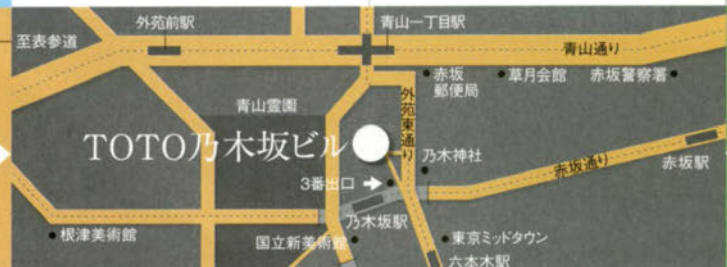 外苑前駅
青山一丁目駅
至表参道
青山通り
赤坂
郵便局
草月会館
赤坂警察署
青山霊園
外苑東通り
TOTO乃木坂ビル
乃木神社
赤坂通り
赤坂駅
3番出口
乃木坂駅
根津美術館
国立新美術館
東京ミッドタウン
六本木駅